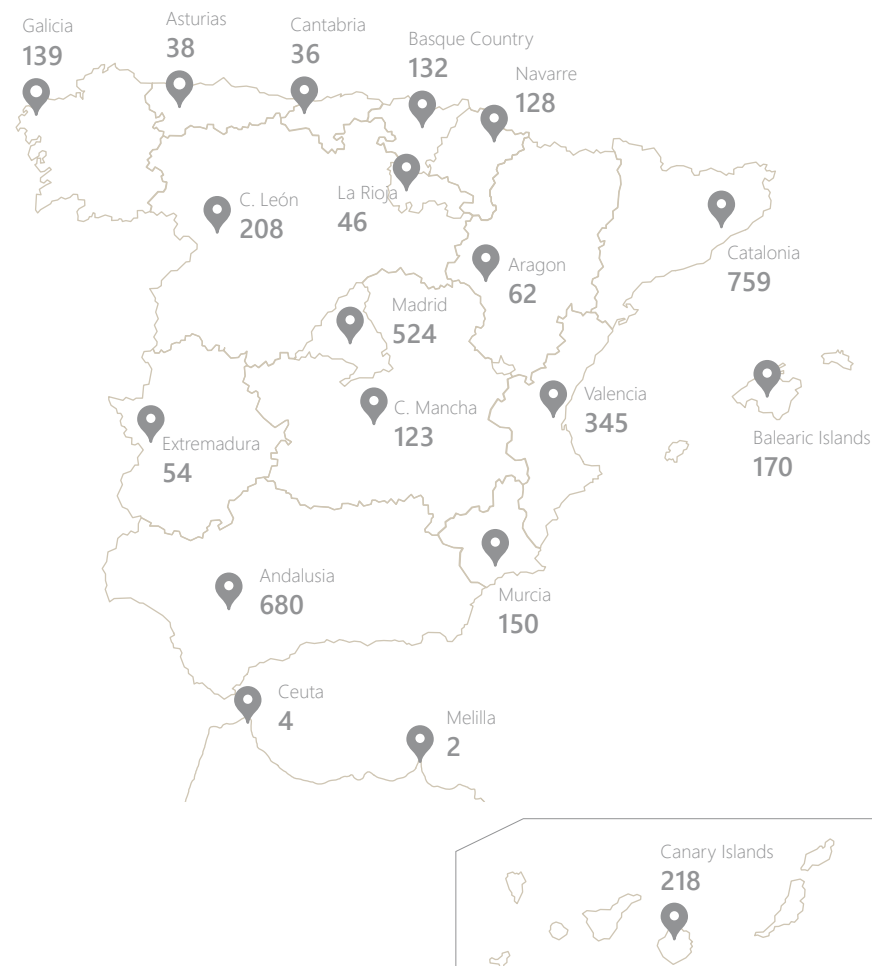 Galicia
139
Asturias
38
Cantabria
36
Basque Country
132
Navarre
128
C. León
208
La Rioja
46
Aragon
62
Catalonia
759
Madrid
524
C. Mancha
123
Valencia
345
Balearic Islands
170
Extremadura
54
Andalusia
680
Murcia
150
Ceuta
4
Melilla
2
Canary Islands
218